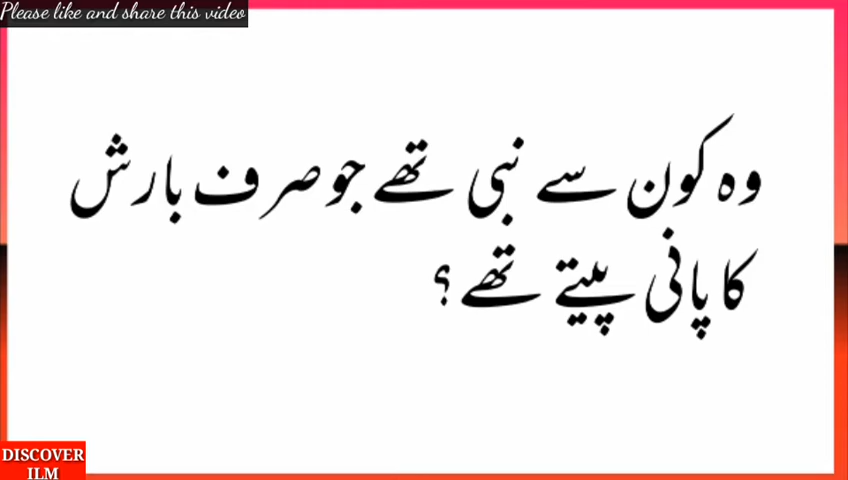 Please like and share this video
وہ کون سے نبی تھے جو صرف بارش
کا پانی پیتے تھے؟
DISCOVER
ILM